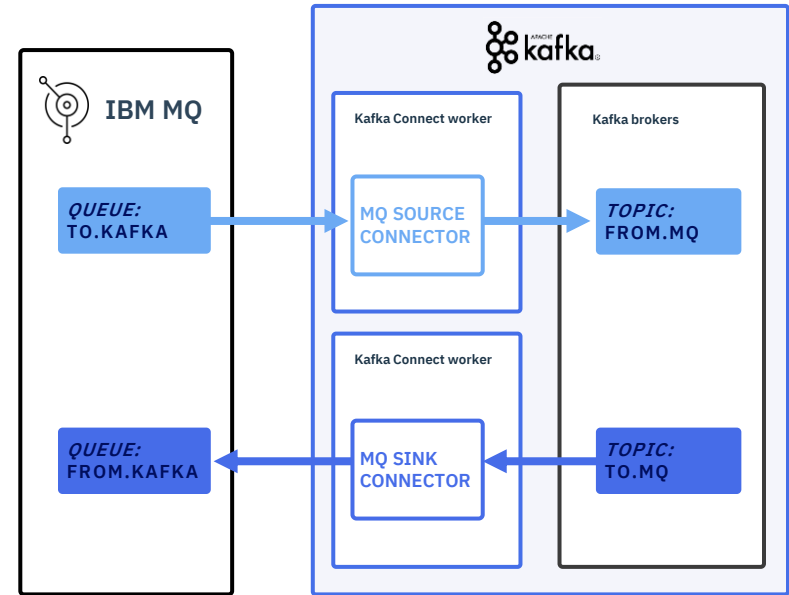 APACHE
kafka
IBM MQ
Kafka Connect worker
Kafka brokers
QUEUE:
TO.KAFKA
MQ SOURCE
CONNECTOR
TOPIC:
FROM.MQ
Kafka Connect worker
QUEUE:
FROM.KAFKA
MQ SINK
CONNECTOR
TOPIC:
TO.MQ